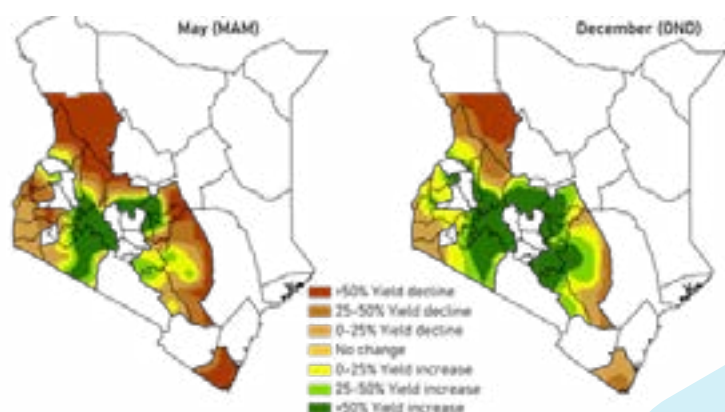 May (MAM)
December (OND)
>50% Yield decline
25-50% Yield decline
0-25% Yield decline
No change
0-25% Yield increase
25-50% Yield increase
>50% Yield increase